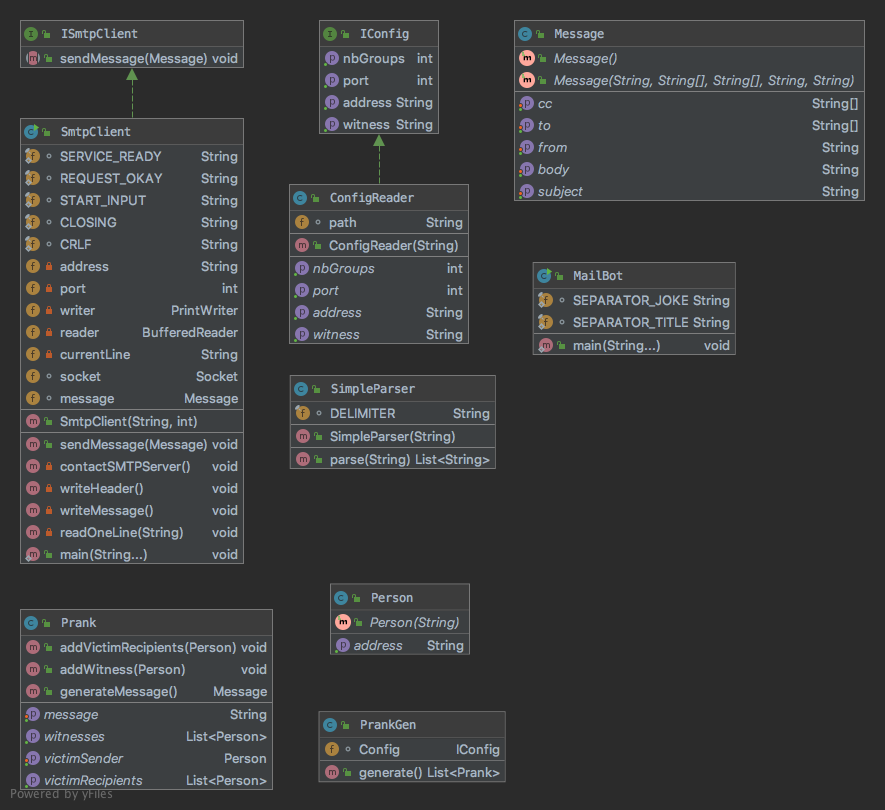 ISmtpClient
sendMessage(Message) void
SmtpClient
SERVICE_READY String
REQUEST_OKAY String
START_INPUT String
CLOSING String
CRLF String
address String
port int
writer PrintWriter
reader BufferedReader
currentLine String
socket Socket
message Message
SmtpClient(String, int)
sendMessage(Message) void
contactSMTPServer() void
writeHeader() void
writeMessage() void
readOneLine(String) void
main(String...) void
IConfig
nbGroups int
port int
address String
witness String
ConfigReader
path String
ConfigReader(String)
nbGroups int
port int
address String
witness String
SimpleParser
DELIMITER String
SimpleParser(String)
parse(String) List<String>
Message
Message()
Message(String, String[], String[], String, String)
cc String[]
to String[]
from String
body String
subject String
MailBot
SEPARATOR_JOKE String
SEPARATOR_TITLE String
main(String...) void
Prank
addVictimRecipients(Person) void
addWitness(Person) void
generateMessage() Message
message String
witnesses List<Person>
victimSender Person
victimRecipients List<Person>
Person
Person(String)
address String
PrankGen
Config IConfig
generate() List<Prank>
Powered by yFiles